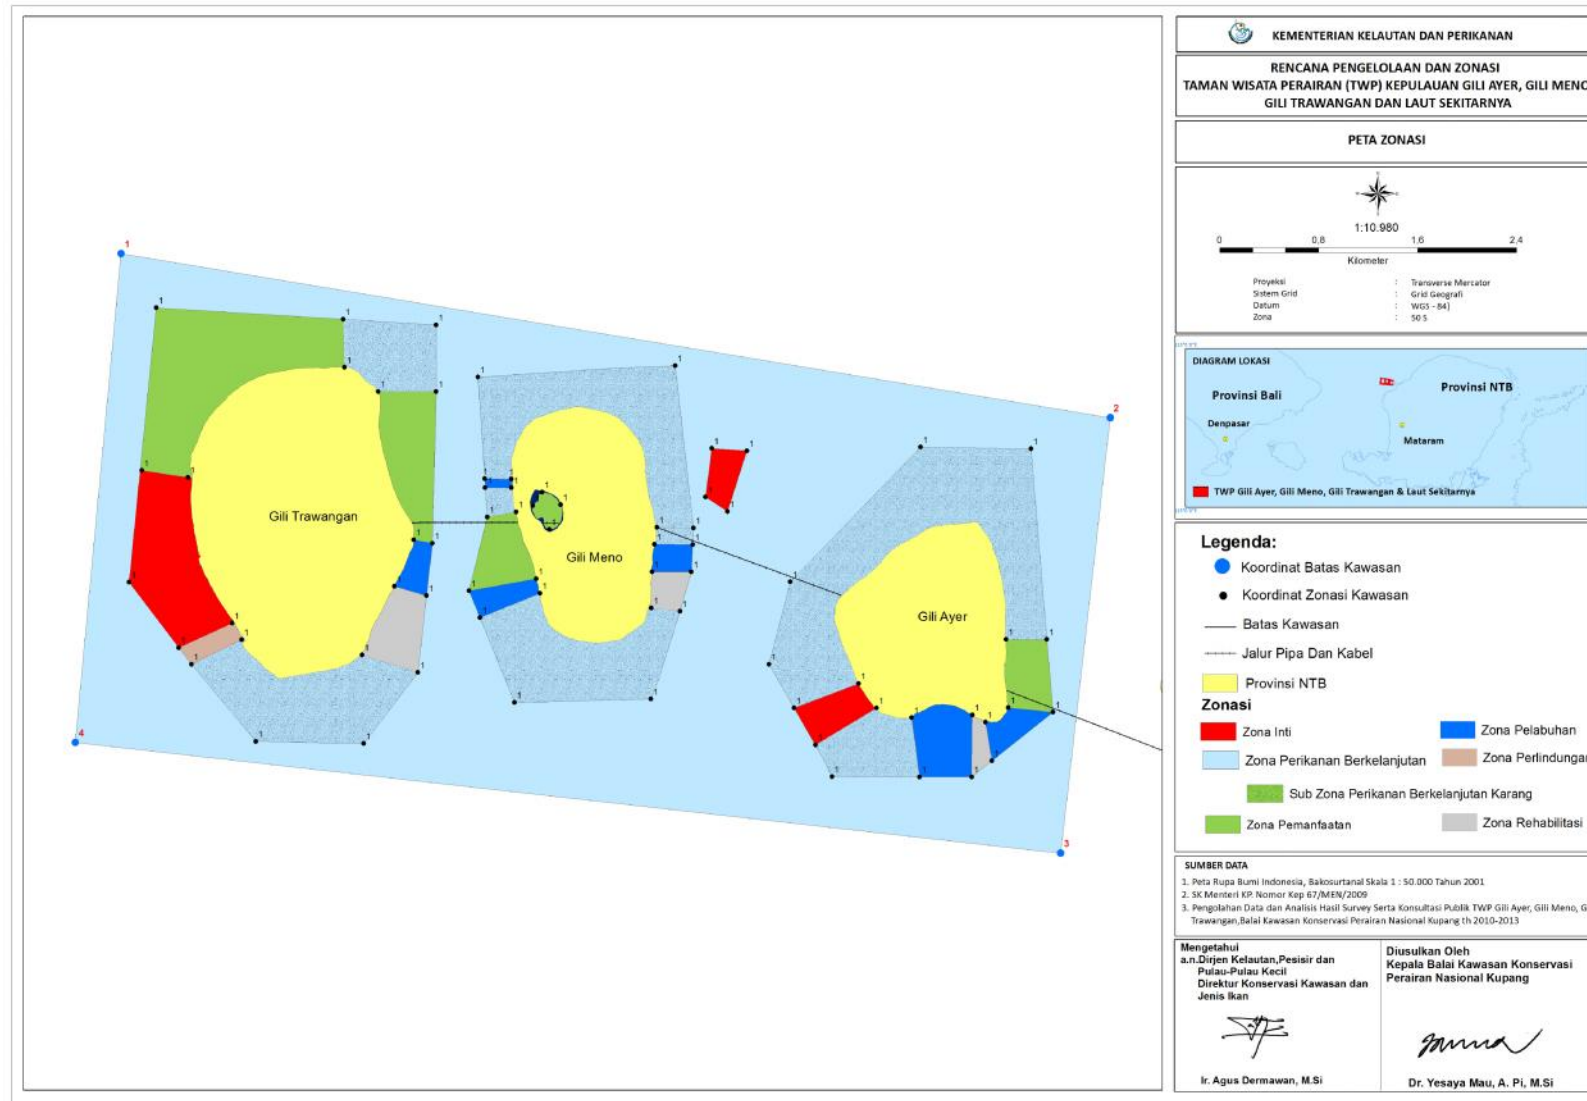 KEMENTERIAN KELAUTAN DAN PERIKANAN
RENCANA PENGELOLAAN DAN ZONASI
TAMAN WISATA PERAIRAN (TWP) KEPULAUAN GILI AYER, GILI MENO
GILI TRAWANGAN DAN LAUT SEKITARNYA
PETA ZONASI
1:10.980
0 0,8 1,6 2,4
Kilometer
Proyeksi : Transverse Mercator
Sistem Grid : Grid Geografi
Datum : WGS - 84)
Zona : 50 S
DIAGRAM LOKASI
Provinsi Bali
Provinsi NTB
Denpasar
Mataram
TWP Gili Ayer, Gili Meno, Gili Trawangan & Laut Sekitarnya
1
2
3
4
Gili Trawangan
Gili Meno
Gili Ayer
Legenda:
Koordinat Batas Kawasan
Koordinat Zonasi Kawasan
Batas Kawasan
Jalur Pipa Dan Kabel
Provinsi NTB
Zonasi
Zona Inti
Zona Pelabuhan
Zona Perikanan Berkelanjutan
Zona Perlindungan
Sub Zona Perikanan Berkelanjutan Karang
Zona Pemanfaatan
Zona Rehabilitasi
SUMBER DATA
1. Peta Rupa Bumi Indonesia, Bakosurtanal Skala 1 : 50.000 Tahun 2001
2. SK Menteri KP. Nomor Kep 67/MEN/2009
3. Pengolahan Data dan Analisis Hasil Survey Serta Konsultasi Publik TWP Gili Ayer, Gili Meno, G
Trawangan,Balai Kawasan Konservasi Perairan Nasional Kupang th 2010-2013
Mengetahui
a.n.Dirjen Kelautan,Pesisir dan
Pulau-Pulau Kecil
Direktur Konservasi Kawasan dan
Jenis Ikan
Ir. Agus Dermawan, M.Si
Diusulkan Oleh
Kepala Balai Kawasan Konservasi
Perairan Nasional Kupang
Dr. Yesaya Mau, A. Pi, M.Si